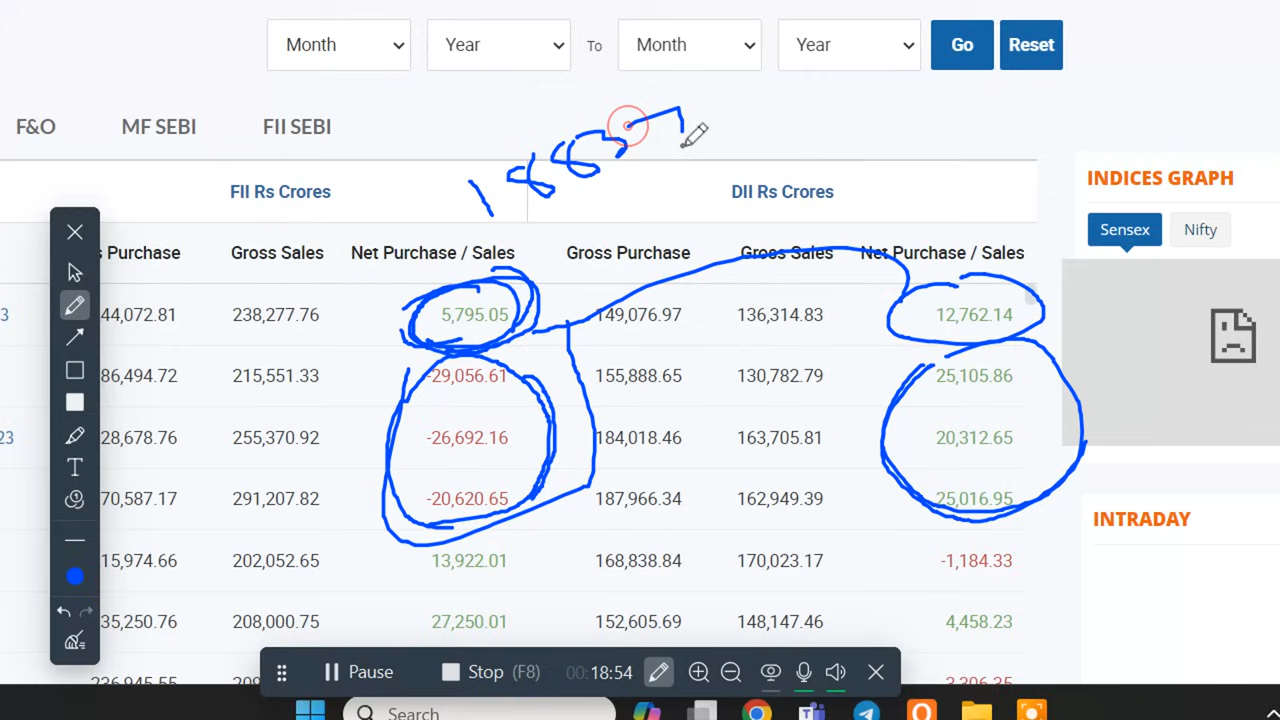 Month Year To Month Year Go Reset
F&O MF SEBI FII SEBI
1883
FII Rs Crores DII Rs Crores
INDICES GRAPH
Sensex Nifty
s Purchase Gross Sales Net Purchase / Sales Gross Purchase Gross Sales Net Purchase / Sales
3 44,072.81 238,277.76 5,795.05 149,076.97 136,314.83 12,762.14
86,494.72 215,551.33 -29,056.61 155,888.65 130,782.79 25,105.86
23 28,678.76 255,370.92 -26,692.16 184,018.46 163,705.81 20,312.65
70,587.17 291,207.82 -20,620.65 187,966.34 162,949.39 25,016.95
INTRADAY
15,974.66 202,052.65 13,922.01 168,838.84 170,023.17 -1,184.33
35,250.76 208,000.75 27,250.01 152,605.69 148,147.46 4,458.23
Pause Stop (F8) 00:18:54
Search